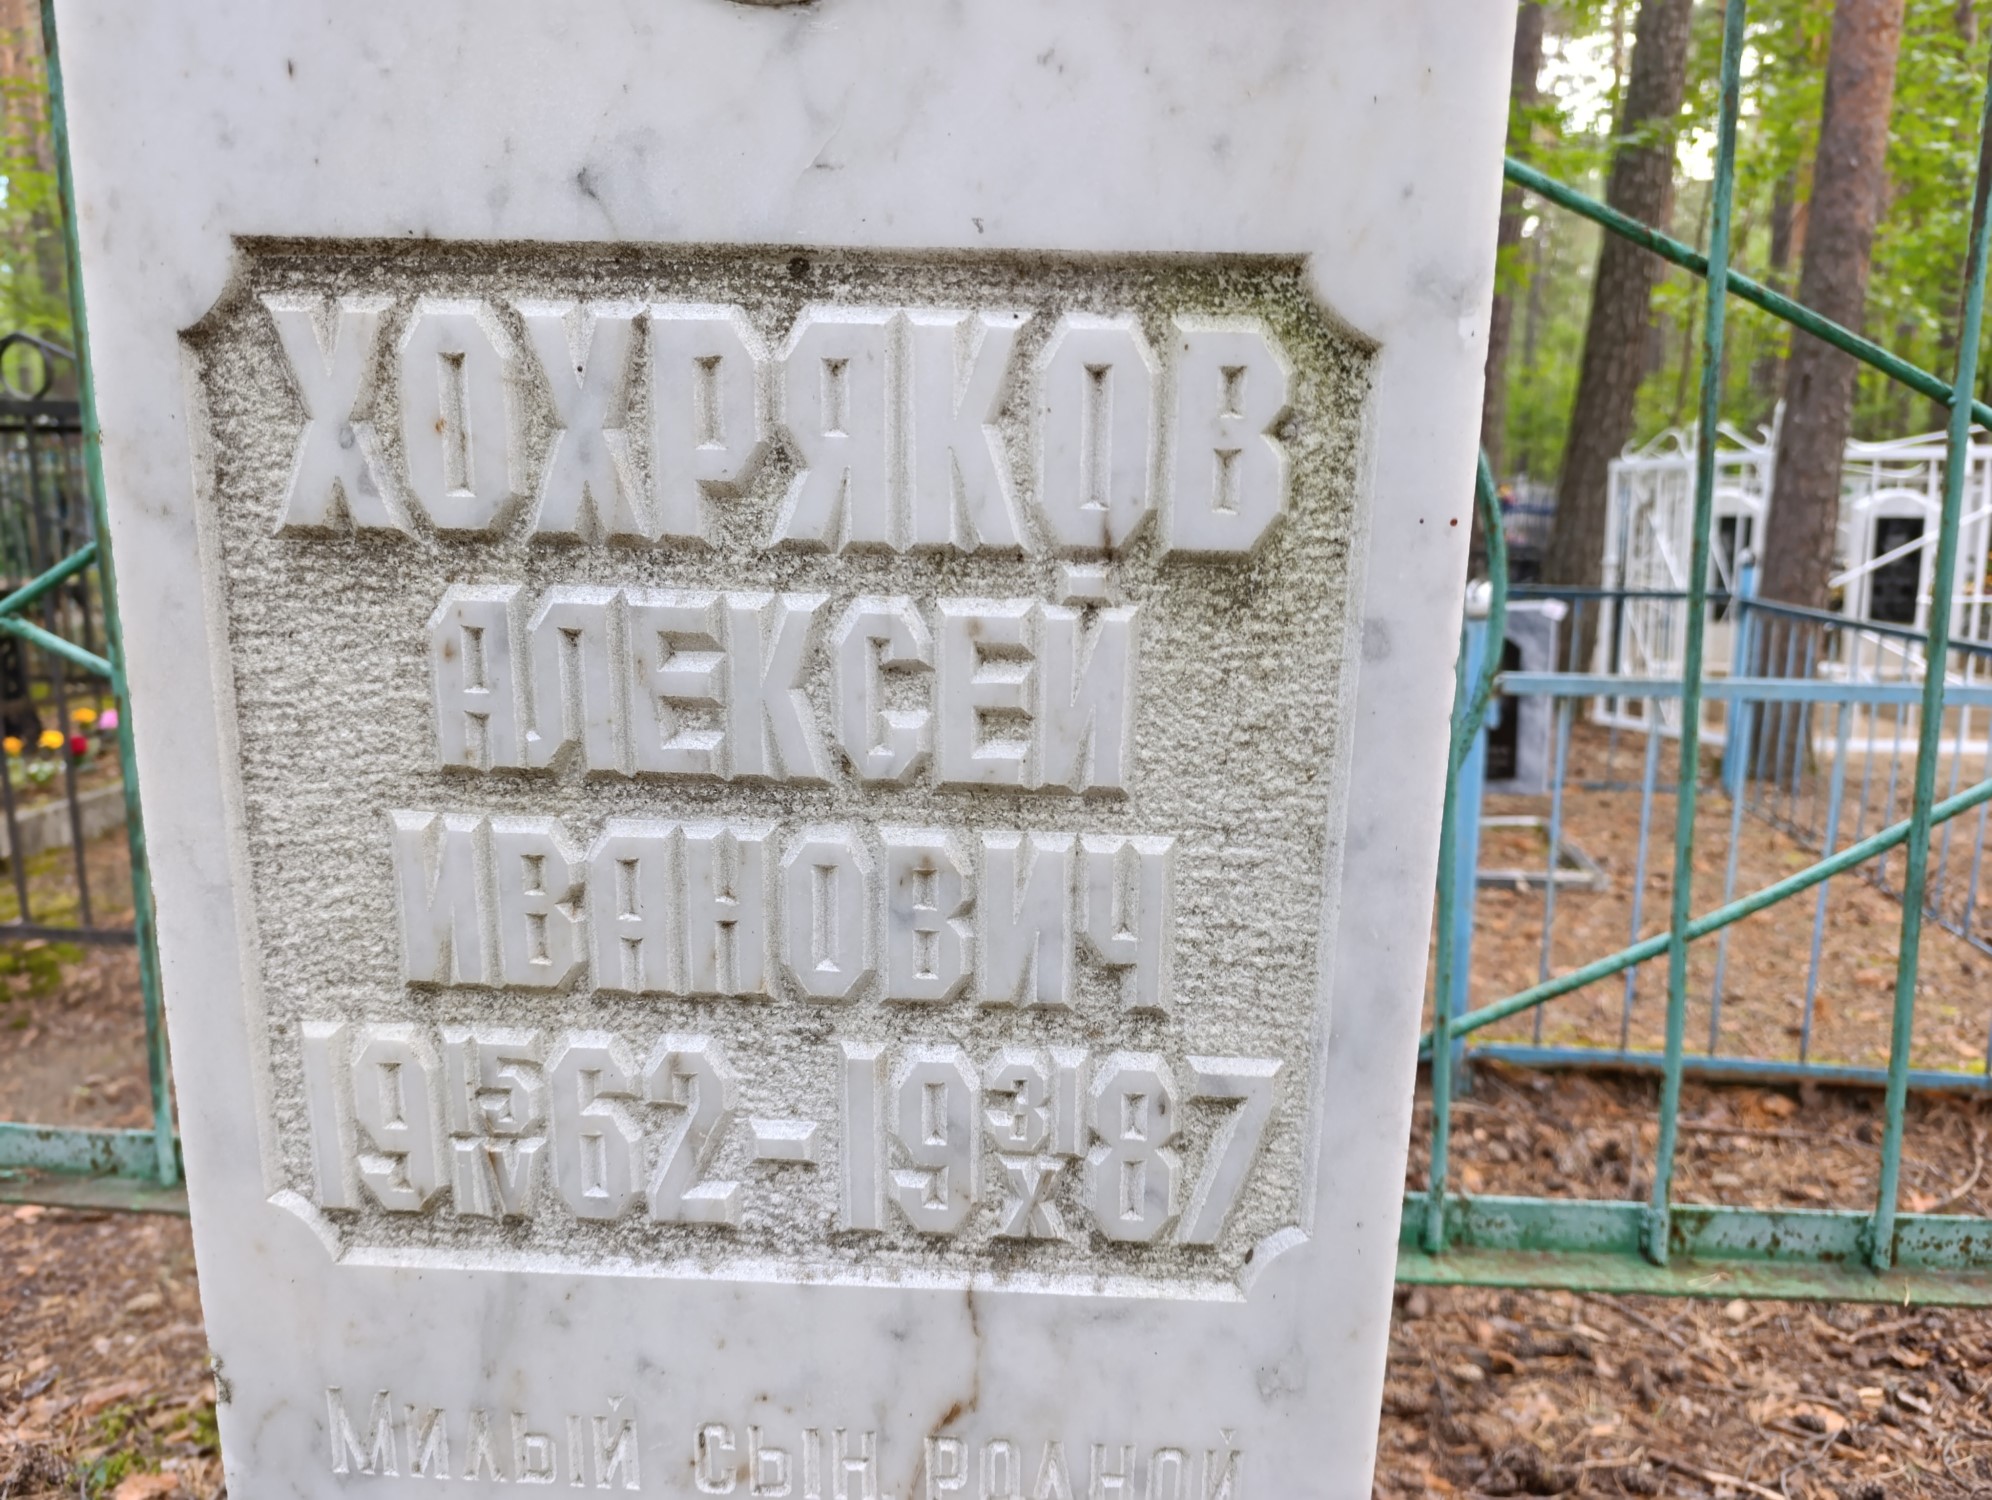 ХОХРЯКОВ
АЛЕКСЕЙ
ИВАНОВИЧ
19 15/IV 62 - 19 31/X 87
Милый сын, родной